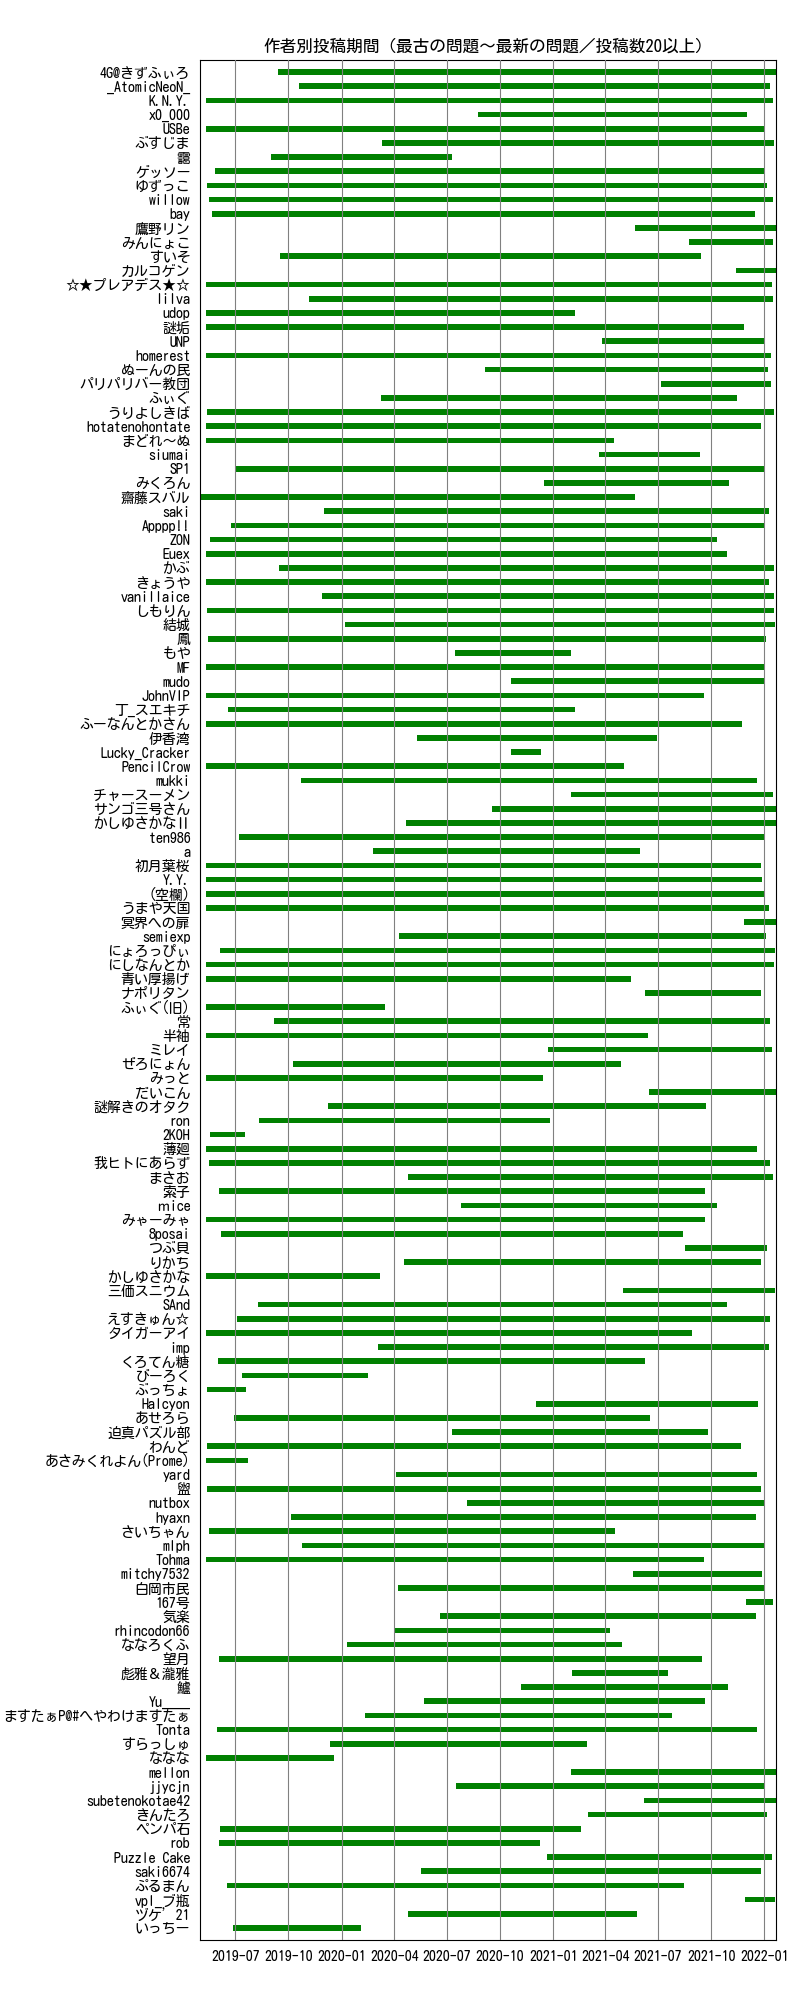 作者別投稿期間（最古の問題～最新の問題／投稿数20以上）
4G@きずふぃろ
_AtomicNeoN_
K.N.Y.
x0_000
USBe
ぶすじま
靐
ゲッソー
ゆずっこ
willow
bay
鷹野リン
みんにょこ
すいそ
カルコゲン
☆★プレアデス★☆
lilva
udop
謎垢
UNP
homerest
ぬーんの民
パリパリバー教団
ふぃぐ
うりよしきば
hotatenohontate
まどれ～ぬ
siumai
SP1
みくろん
齋藤スバル
saki
Appppll
ZON
Euex
かぶ
きょうや
vanillaice
しもりん
結城
鳳
もや
MF
mudo
JohnVIP
丁_スエキチ
ふーなんとかさん
伊香湾
Lucky_Cracker
PencilCrow
mukki
チャースーメン
サンゴ三号さん
かしゆさかなII
ten986
a
初月葉桜
Y.Y.
(空欄)
うまや天国
冥界への扉
semiexp
にょろっぴぃ
にしなんとか
青い厚揚げ
ナポリタン
ふぃぐ(旧)
常
半袖
ミレイ
ぜろにょん
みっと
だいこん
謎解きのオタク
ron
2KOH
薄廻
我ヒトにあらず
まさお
索子
mice
みゃーみゃ
8posai
つぶ貝
りかち
かしゆさかな
三価スニウム
SAnd
えすきゅん☆
タイガーアイ
imp
くろてん糖
びーろく
ぶっちょ
Halcyon
あせろら
迫真パズル部
わんど
あさみくれよん(Prome)
yard
盥
nutbox
hyaxn
さいちゃん
mlph
Tohma
mitchy7532
白岡市民
167号
気楽
rhincodon66
ななろくふ
望月
彪雅＆瀧雅
鱸
Yu____
ますたぁP@#へやわけますたぁ
Tonta
すらっしゅ
ななな
mellon
jjycjn
subetenokotae42
きんたろ
ペンパ石
rob
Puzzle Cake
saki6674
ぷるまん
vpl_ブ瓶
ヅケ゛21
いっちー
2019-07 2019-10 2020-01 2020-04 2020-07 2020-10 2021-01 2021-04 2021-07 2021-10 2022-01